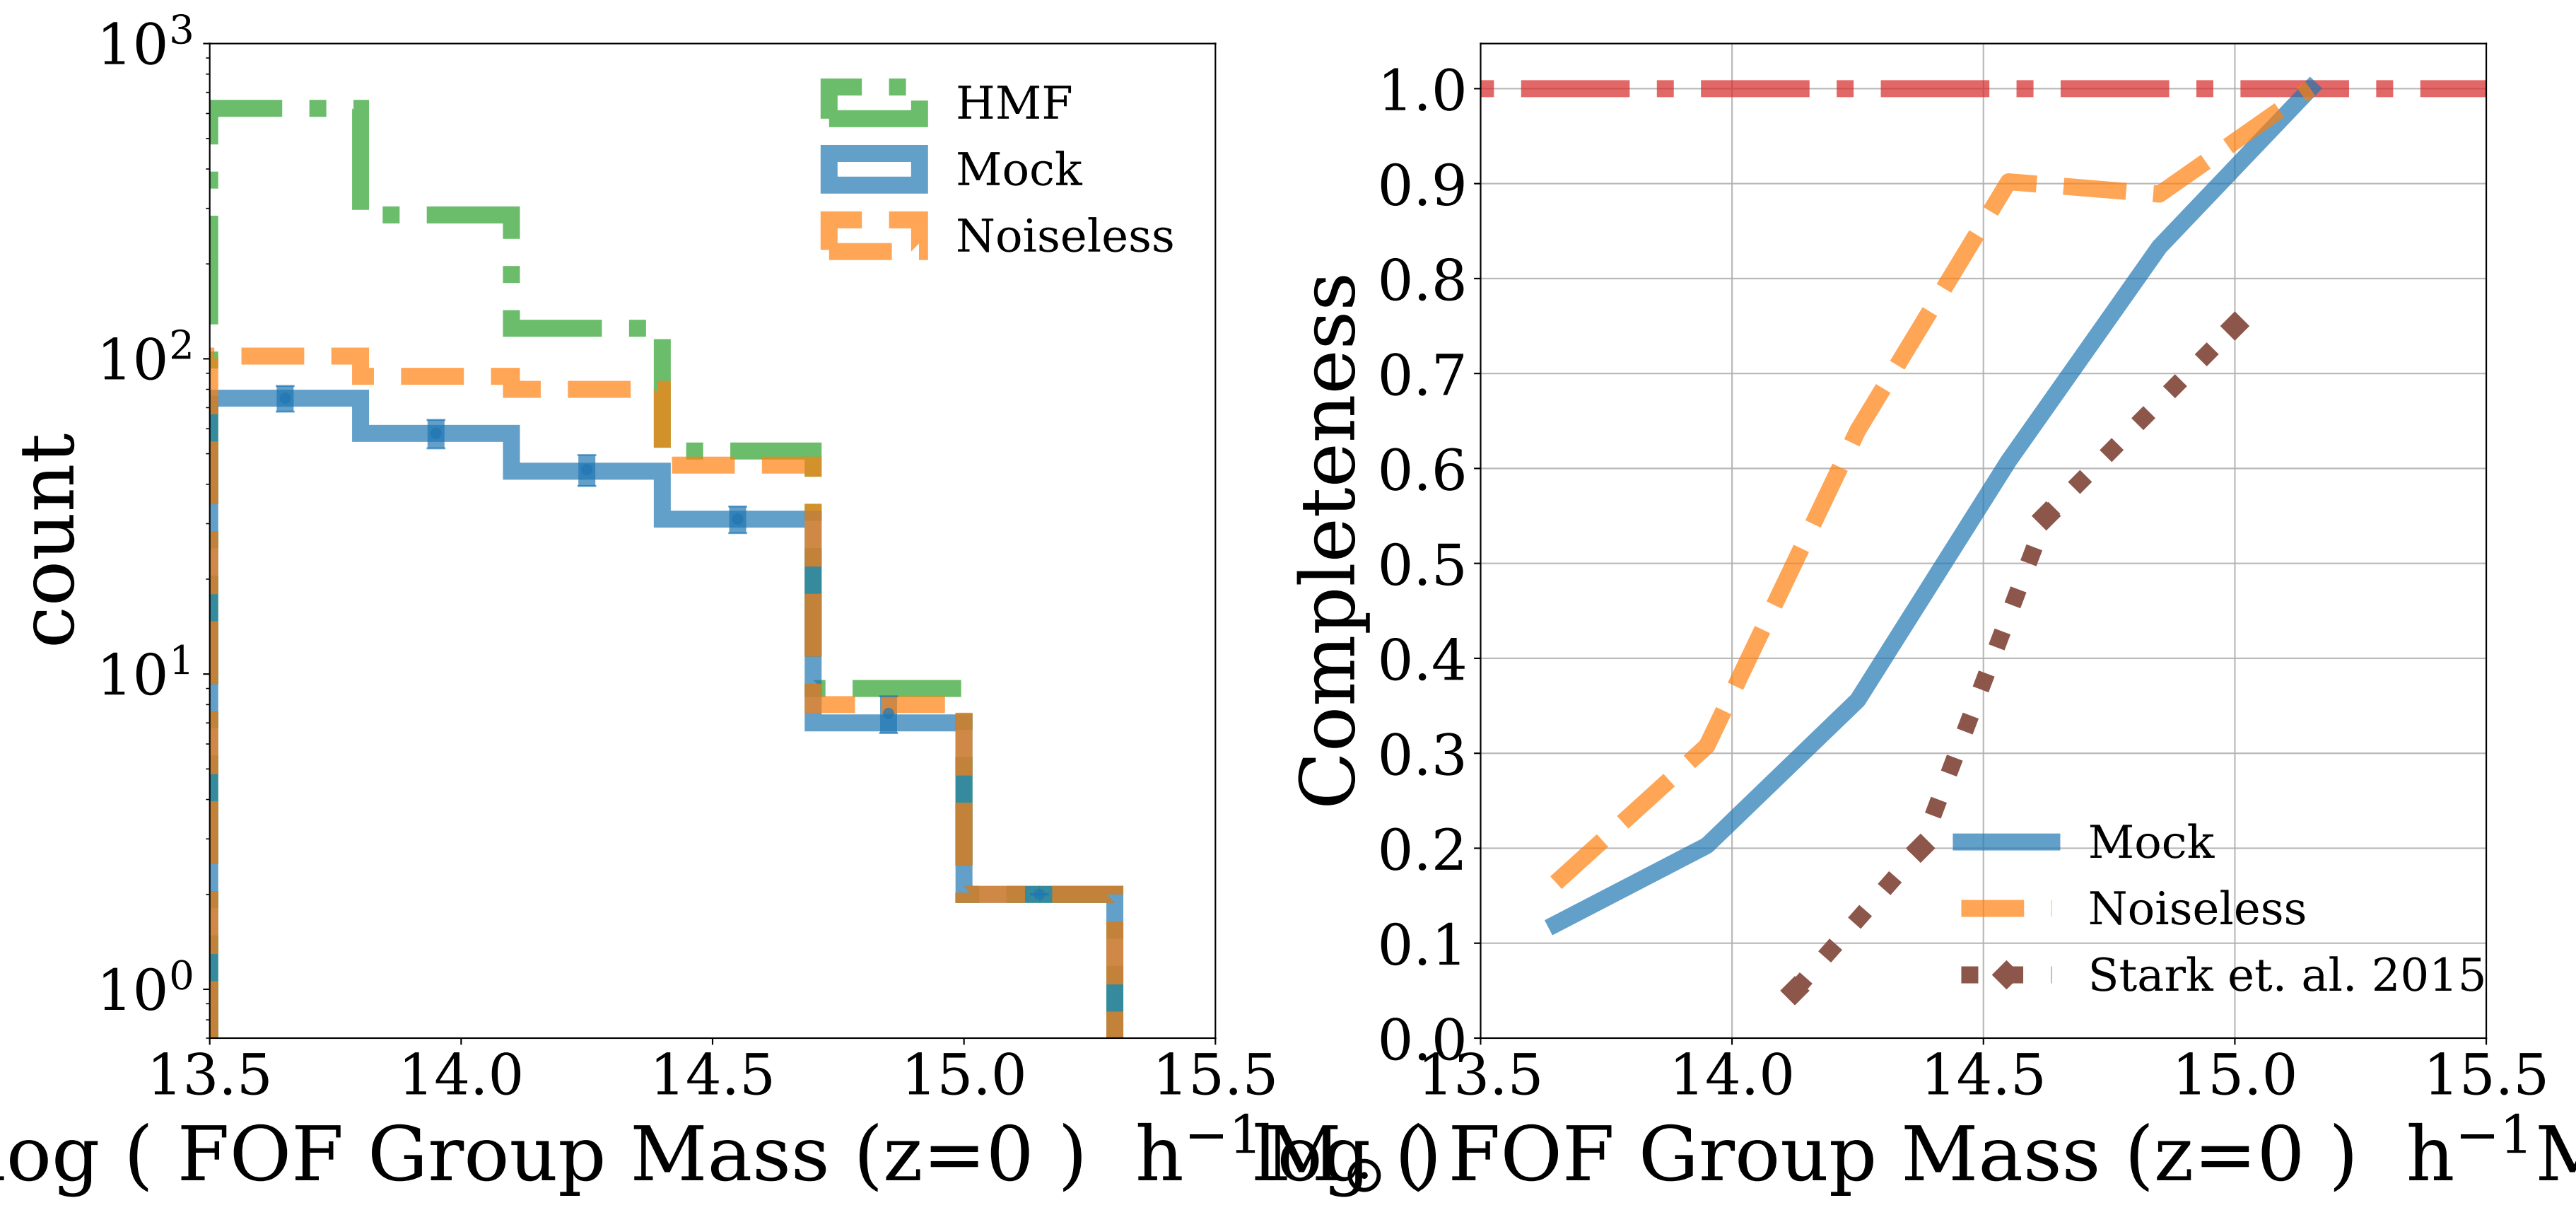 10³
10²
10¹
10⁰
count
HMF
Mock
Noiseless
13.5 14.0 14.5 15.0 15.5
log ( FOF Group Mass (z=0 ) h⁻¹M⊙ )
1.0
0.9
0.8
0.7
0.6
0.5
0.4
0.3
0.2
0.1
0.0
Completeness
Mock
Noiseless
Stark et. al. 2015
13.5 14.0 14.5 15.0 15.5
log ( FOF Group Mass (z=0 ) h⁻¹M